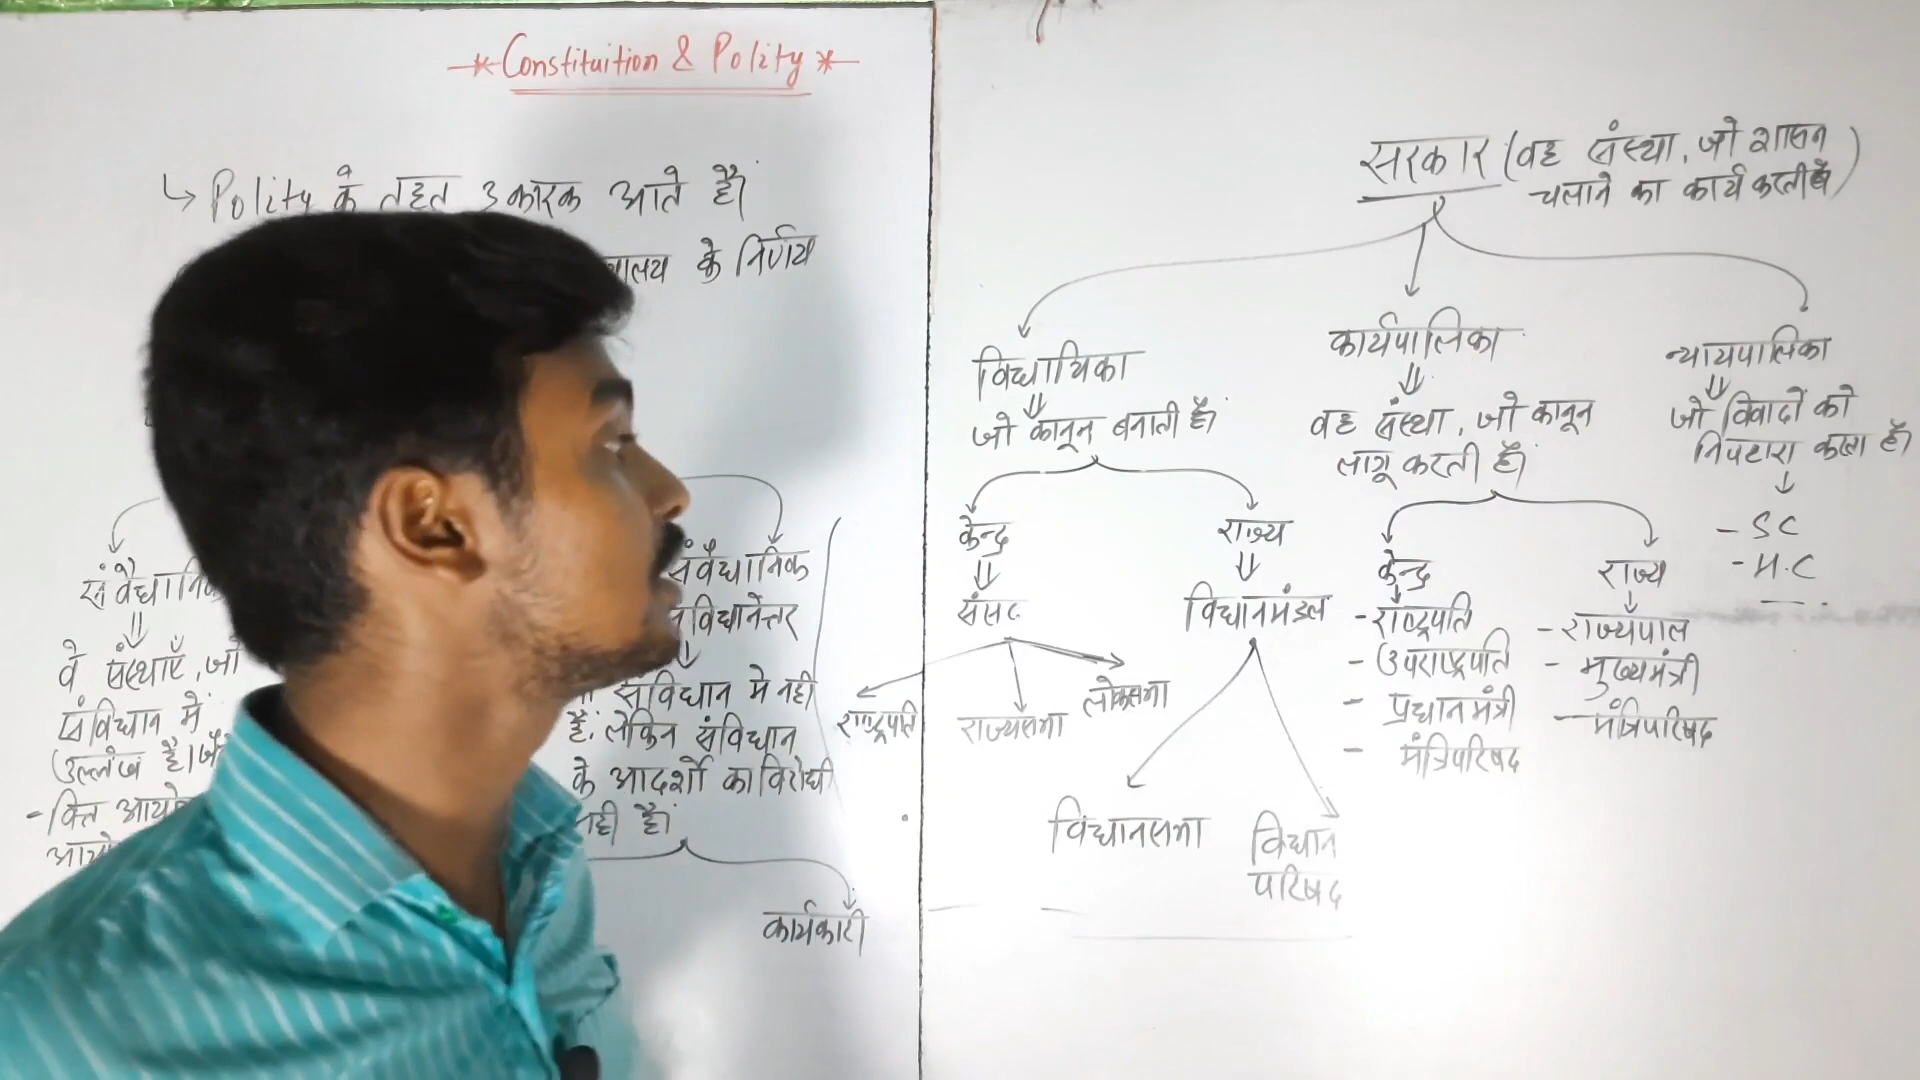 Constituition & Polity
↳ Polity के तहत 3 कारक आते हैं।
के निर्णय
संवैधानिक
वे संस्थाएँ, जो
संविधान में
उल्लेख है।
- वित्त
संविधान मे नही
है; लेकिन संविधान
के आदर्शो का विरोधी
नही है।
कार्यकारी
सरकार (वह संस्था, जो शासन
चलाने का कार्य करती है)
विधायिका
जो कानून बनाती है।
केन्द्र
संसद
राष्ट्रपति
राज्यसभा
लोकसभा
राज्य
विधानमंडल
विधानसभा
विधान
परिषद
कार्यपालिका
वह संस्था, जो कानून
लागू करती है।
केन्द्र
- राष्ट्रपति
- उपराष्ट्रपति
- प्रधानमंत्री
- मंत्रिपरिषद
राज्य
- राज्यपाल
- मुख्यमंत्री
- मंत्रिपरिषद
न्यायपालिका
जो विवादों को
निपटारा करता है।
- SC
- H.C